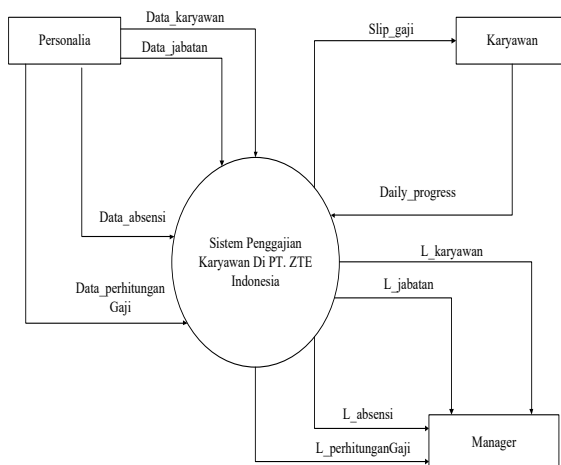 Data_karyawan
Personalia
Data_jabatan
Slip_gaji
Karyawan
Daily_progress
Data_absensi
Sistem Penggajian
Karyawan Di PT. ZTE
Indonesia
L_karyawan
L_jabatan
Data_perhitungan
Gaji
L_absensi
L_perhitunganGaji
Manager